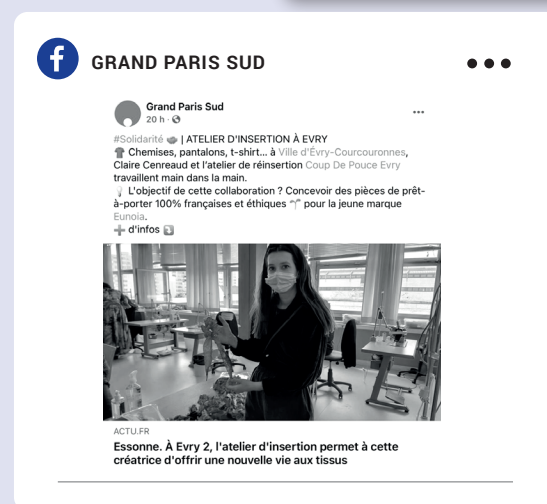 GRAND PARIS SUD
Grand Paris Sud
20 h ·
#Solidarité | ATELIER D'INSERTION À EVRY
Chemises, pantalons, t-shirt... à Ville d'Évry-Courcouronnes,
Claire Cenreaud et l'atelier de réinsertion Coup De Pouce Evry
travaillent main dans la main.
L'objectif de cette collaboration ? Concevoir des pièces de prêt-
à-porter 100% françaises et éthiques pour la jeune marque
Eunoia.
d'infos
ACTU.FR
Essonne. À Evry 2, l'atelier d'insertion permet à cette
créatrice d'offrir une nouvelle vie aux tissus